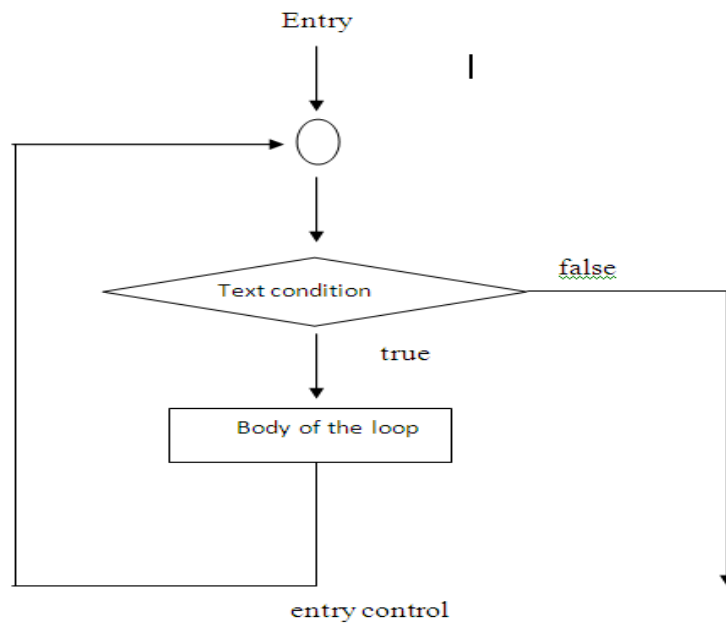 Entry
false
Text condition
true
Body of the loop
entry control